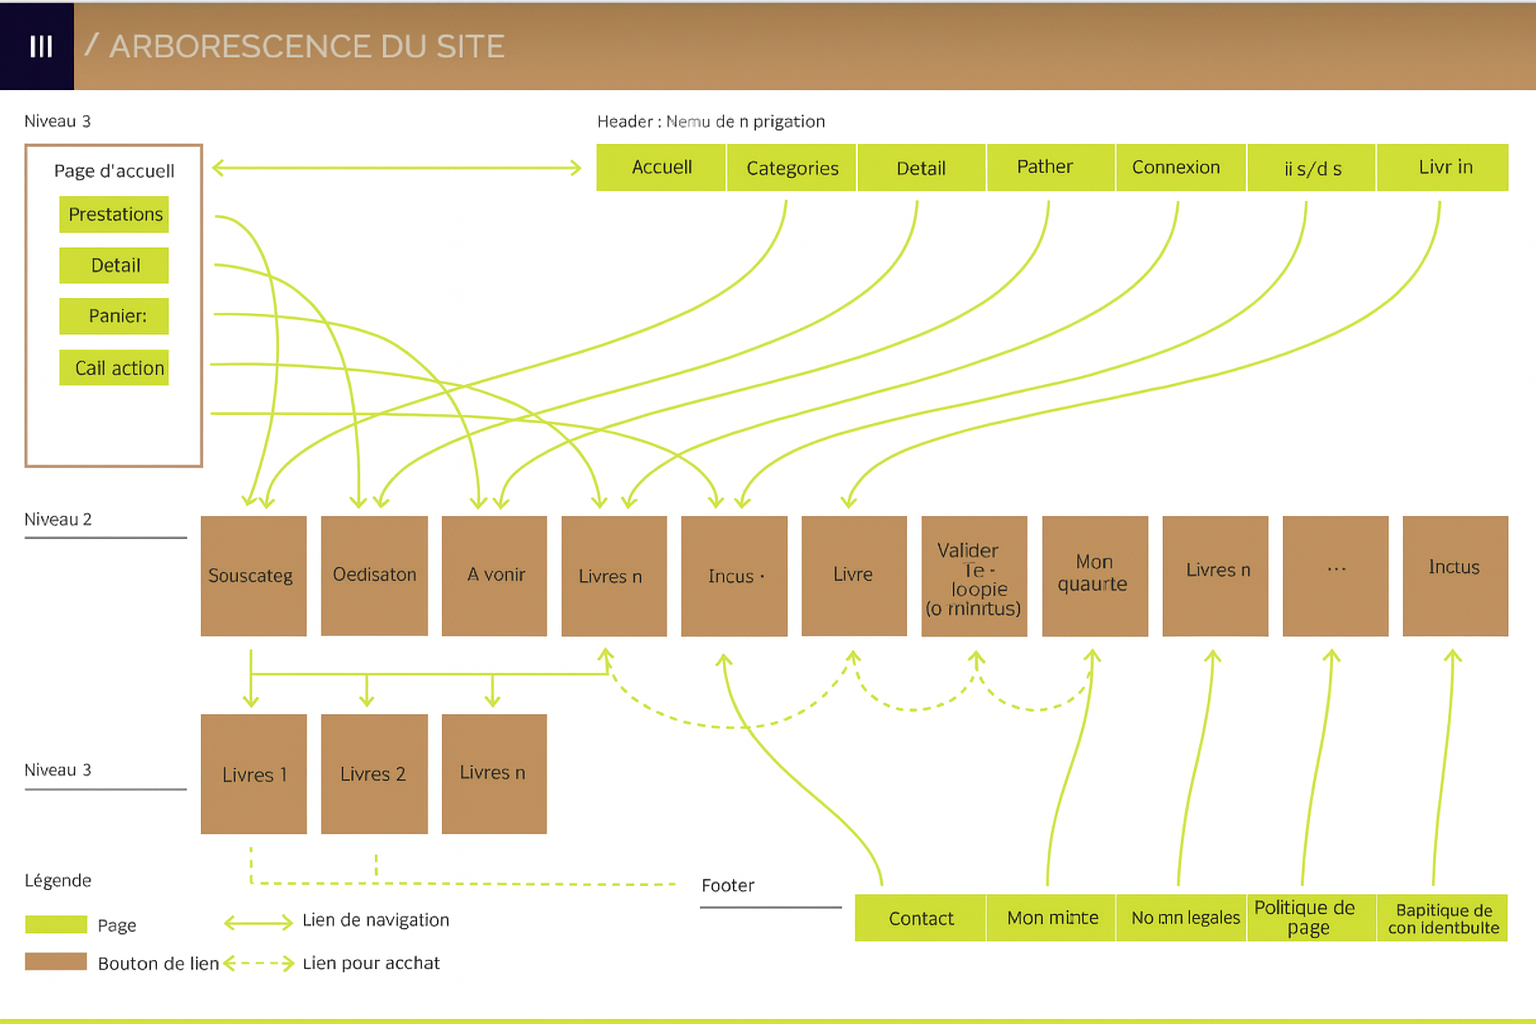 III / ARBORESCENCE DU SITE
Niveau 3
Header : Nemu de n prigation
Page d'accuell
Prestations
Detail
Panier:
Cail action
Accuell
Categories
Detail
Pather
Connexion
ii s/d s
Livr in
Niveau 2
Souscateg
Oedisaton
A vonir
Livres n
Incus ·
Livre
Valider
Te -
loopie
(o minrtus)
Mon
quaurte
Livres n
...
Inctus
Niveau 3
Livres 1
Livres 2
Livres n
Légende
Page
Bouton de lien
Lien de navigation
Lien pour acchat
Footer
Contact
Mon minte
No mn legales
Politique de
page
Bapitique de
con identbulte